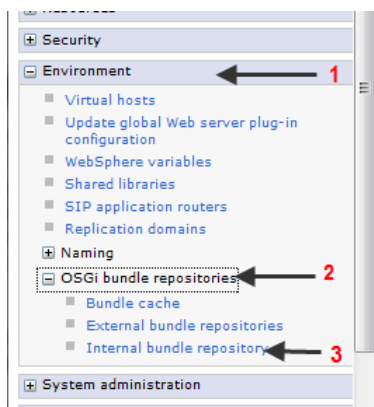 Resources
Security
Environment 1
Virtual hosts
Update global Web server plug-in
configuration
WebSphere variables
Shared libraries
SIP application routers
Replication domains
Naming
OSGi bundle repositories 2
Bundle cache
External bundle repositories
Internal bundle repository 3
System administration